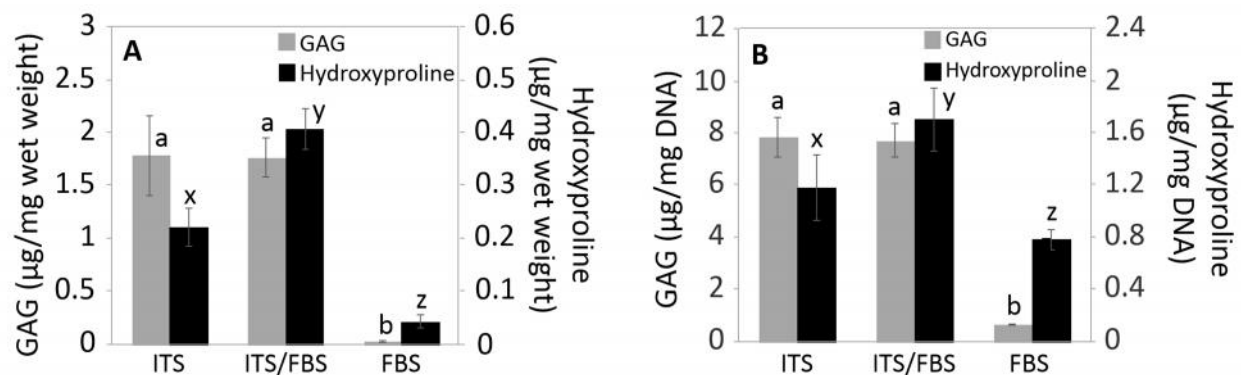 A
GAG
Hydroxyproline
GAG (µg/mg wet weight)
3
2.5
2
1.5
1
0.5
0
a
x
a
y
b
z
0.6
0.5
0.4
0.3
0.2
0.1
0
Hydroxyproline
(µg/mg wet weight)
ITS
ITS/FBS
FBS
B
GAG
Hydroxyproline
GAG (µg/mg DNA)
12
10
8
6
4
2
0
a
x
a
y
b
z
2.4
2
1.6
1.2
0.8
0.4
0
Hydroxyproline
(µg/mg DNA)
ITS
ITS/FBS
FBS